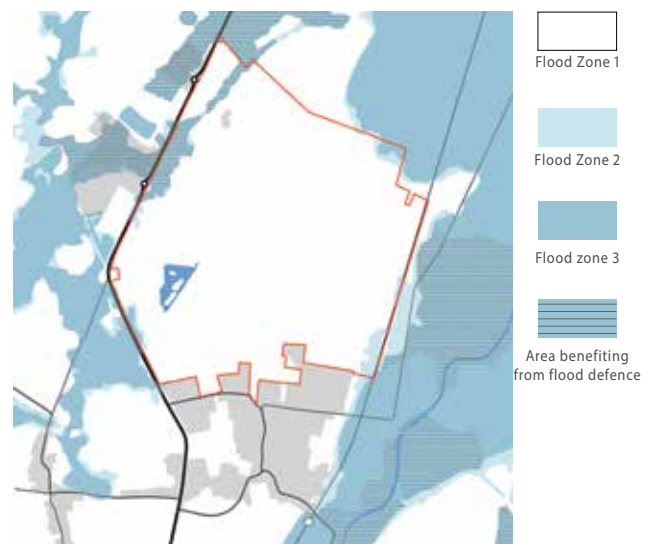 Flood Zone 1
Flood Zone 2
Flood zone 3
Area benefiting
from flood defence